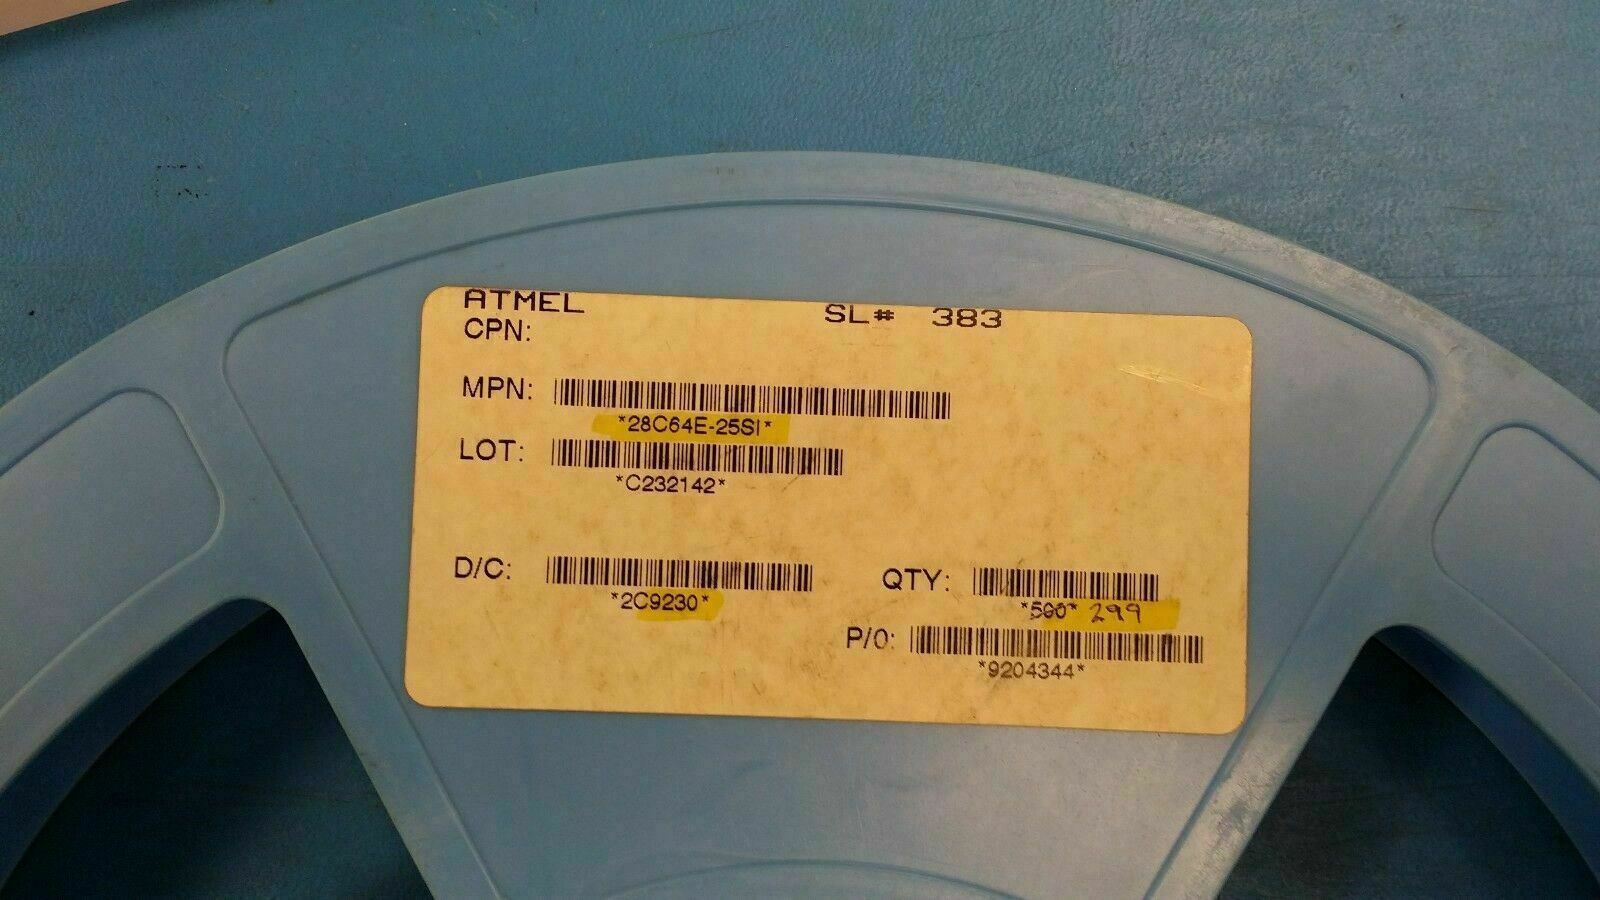 ATMEL SL# 383
CPN:
MPN:
*28C64E-25SI*
LOT:
*C232142*
D/C: QTY:
*2C9230* *500* 299
P/O:
*9204344*